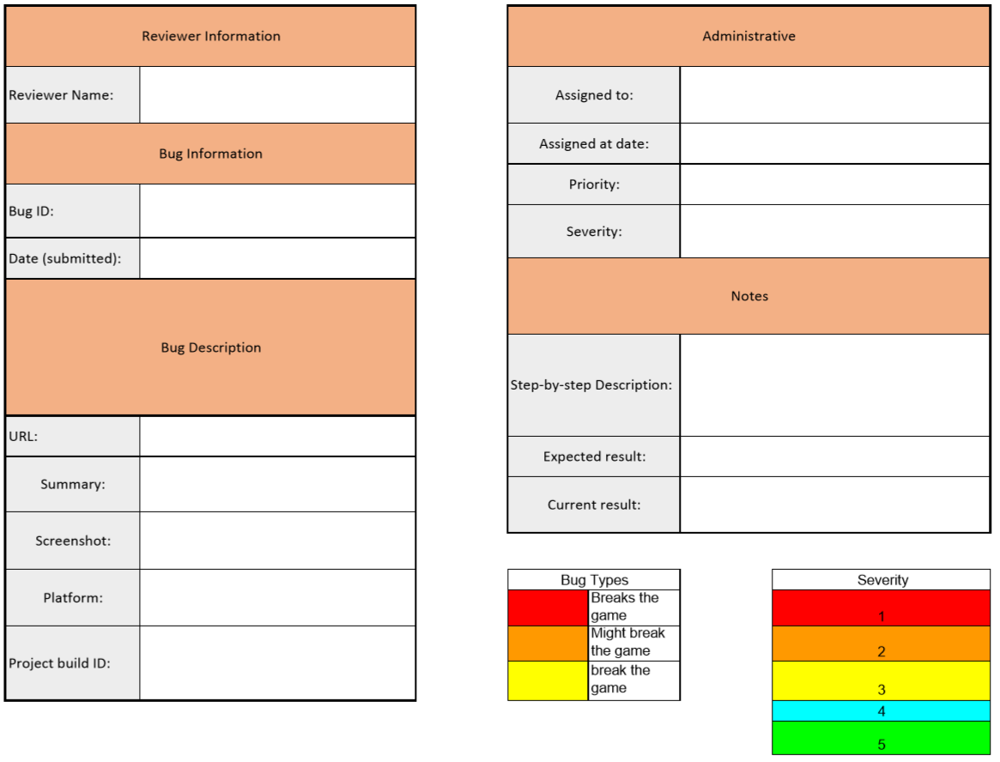 Reviewer Information
Reviewer Name:
Bug Information
Bug ID:
Date (submitted):
Bug Description
URL:
Summary:
Screenshot:
Platform:
Project build ID:
Administrative
Assigned to:
Assigned at date:
Priority:
Severity:
Notes
Step-by-step Description:
Expected result:
Current result:
Bug Types
Breaks the
game
Might break
the game
break the
game
Severity
1
2
3
4
5